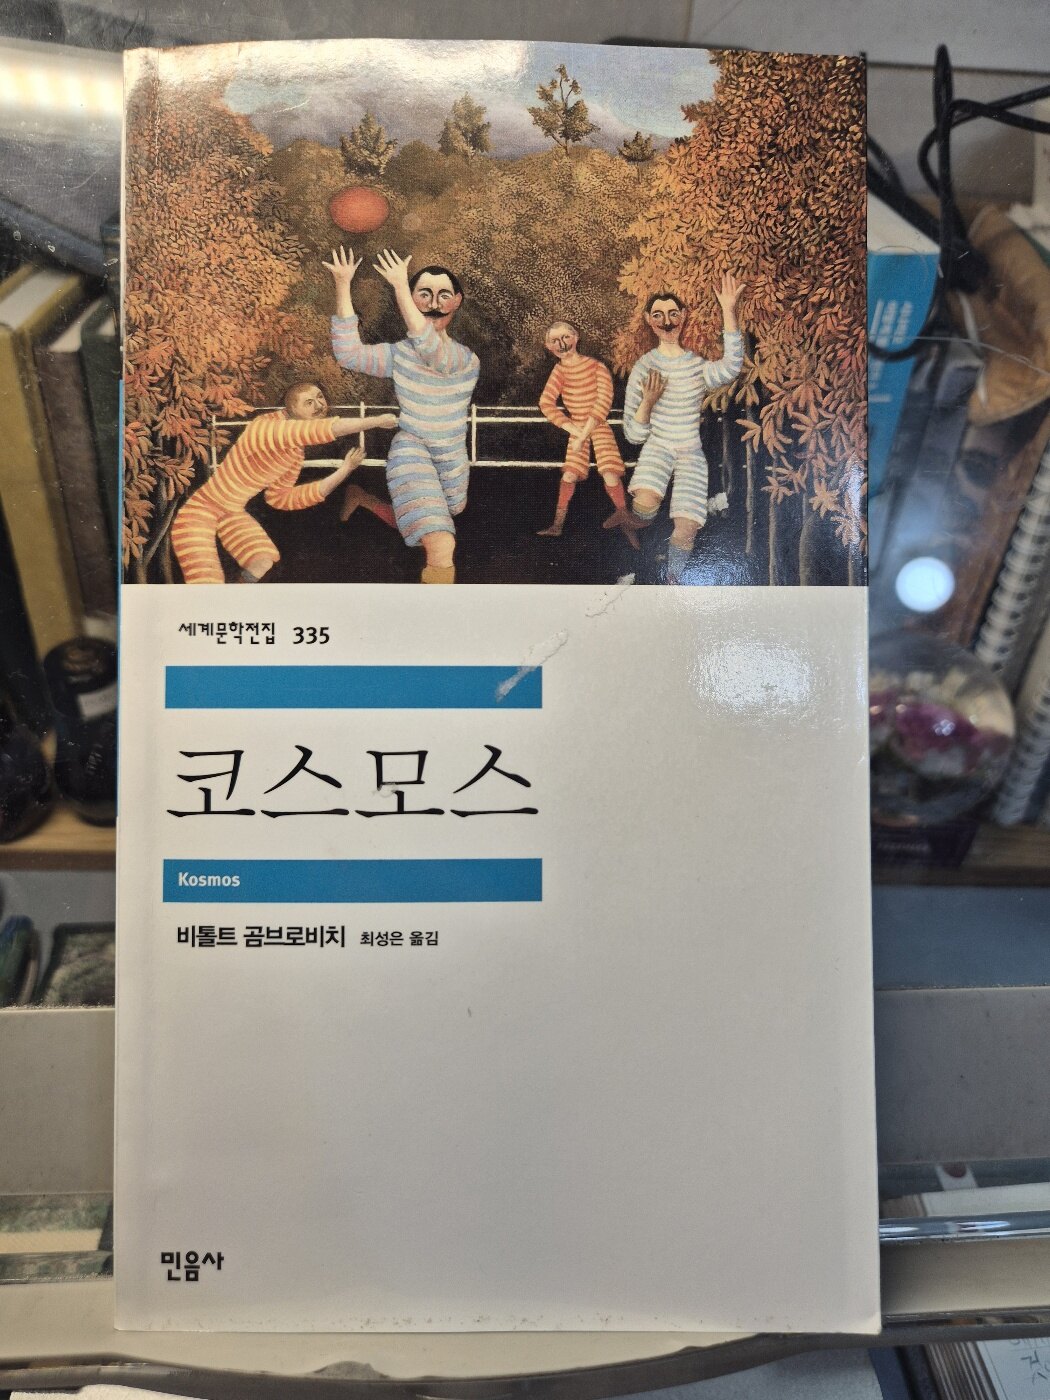 세계문학전집 335
코스모스
Kosmos
비톨트 곰브로비치 최성은 옮김
민음사